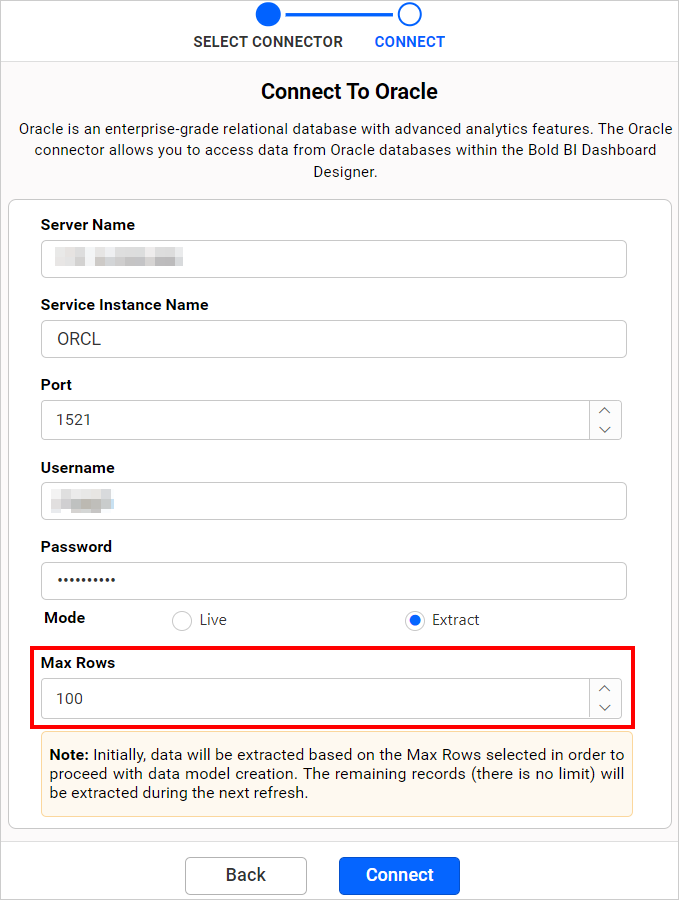 SELECT CONNECTOR CONNECT
Connect To Oracle
Oracle is an enterprise-grade relational database with advanced analytics features. The Oracle
connector allows you to access data from Oracle databases within the Bold BI Dashboard
Designer.
Server Name
Service Instance Name
ORCL
Port
1521
Username
Password
••••••••••
Mode Live Extract
Max Rows
100
Note: Initially, data will be extracted based on the Max Rows selected in order to
proceed with data model creation. The remaining records (there is no limit) will
be extracted during the next refresh.
Back Connect